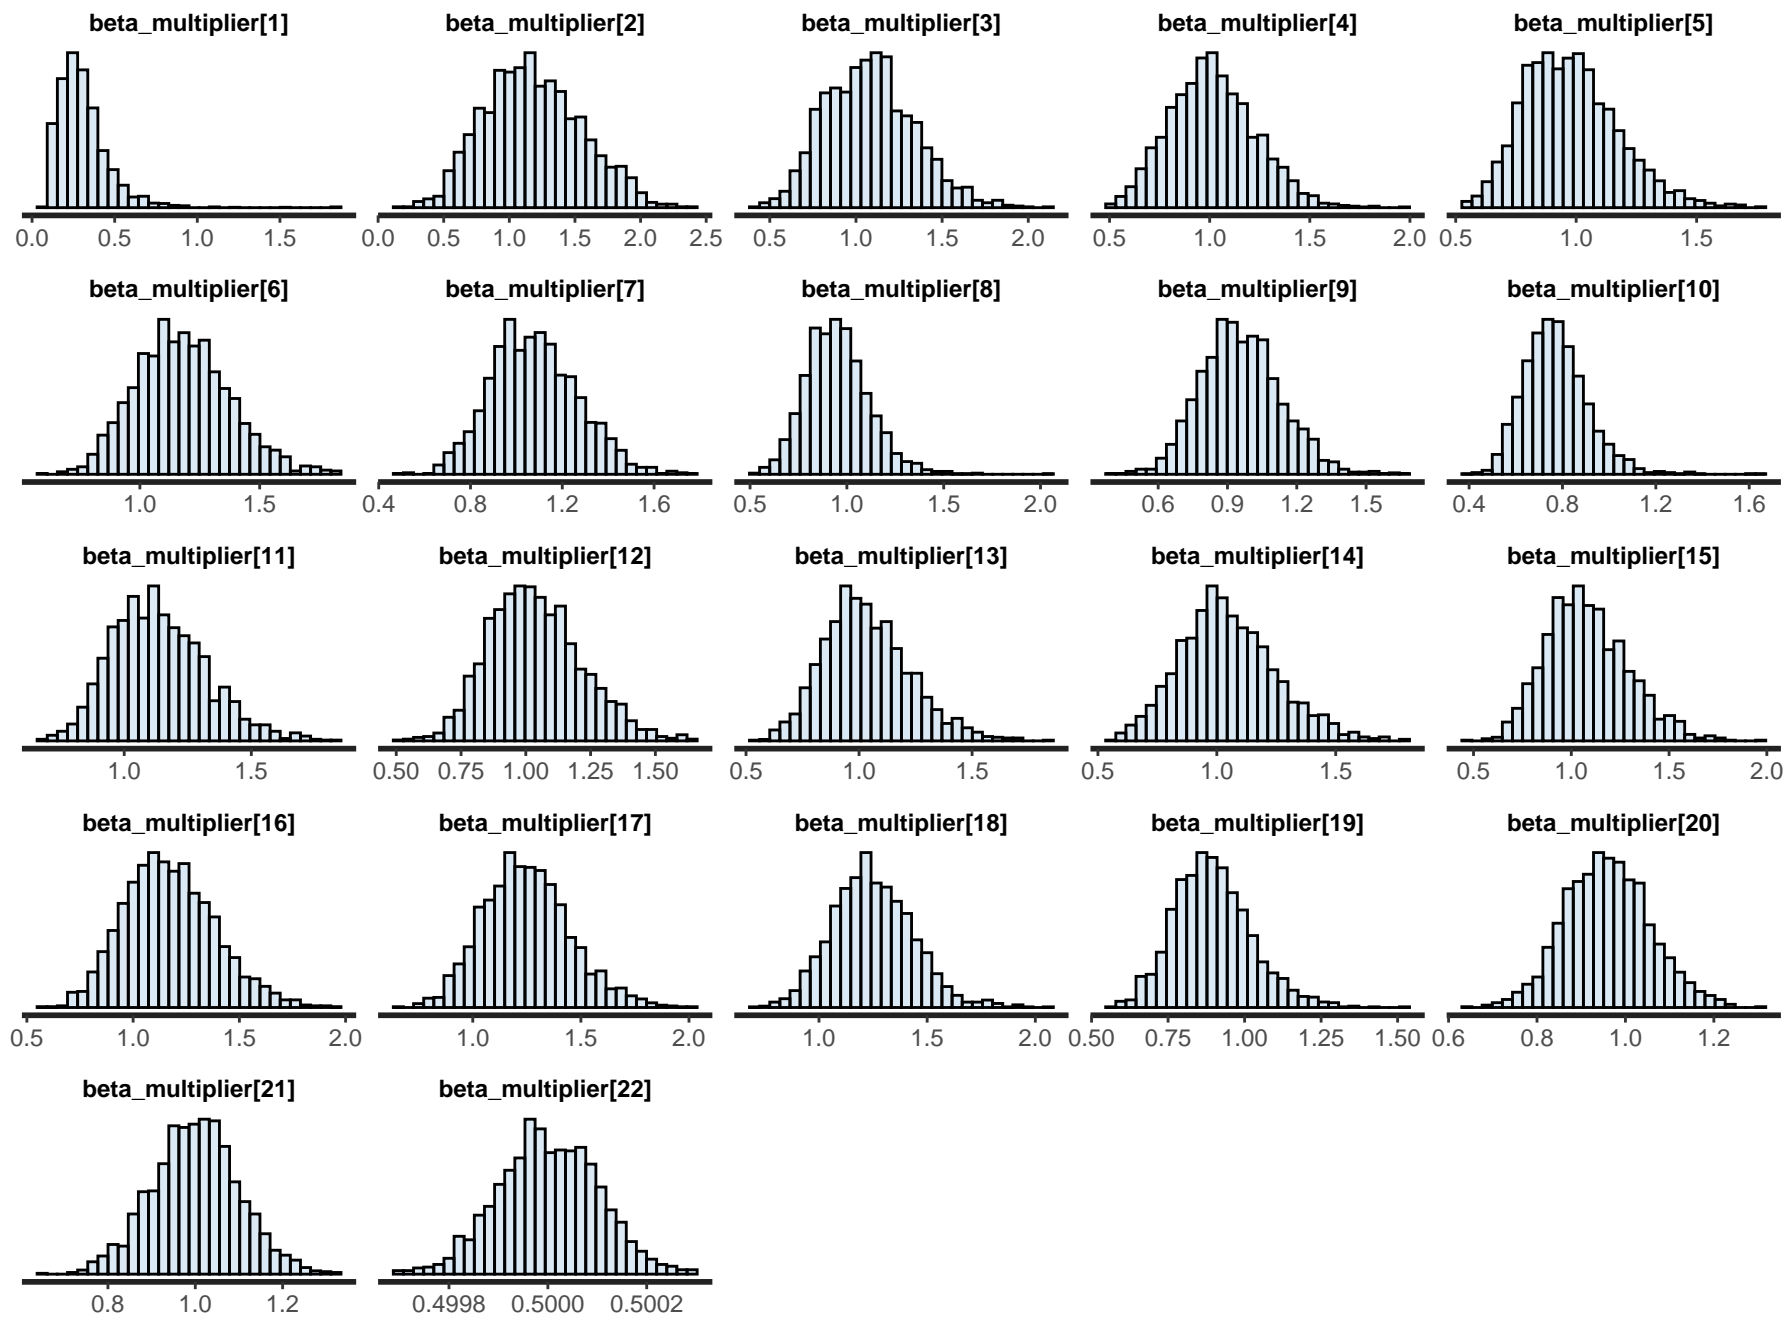 beta_multiplier[1] beta_multiplier[2] beta_multiplier[3] beta_multiplier[4] beta_multiplier[5]
0.0 0.5 1.0 1.5 0.0 0.5 1.0 1.5 2.0 2.5 0.5 1.0 1.5 2.0 0.5 1.0 1.5 2.0 0.5 1.0 1.5
beta_multiplier[6] beta_multiplier[7] beta_multiplier[8] beta_multiplier[9] beta_multiplier[10]
1.0 1.5 0.4 0.8 1.2 1.6 0.5 1.0 1.5 2.0 0.6 0.9 1.2 1.5 0.4 0.8 1.2 1.6
beta_multiplier[11] beta_multiplier[12] beta_multiplier[13] beta_multiplier[14] beta_multiplier[15]
1.0 1.5 0.50 0.75 1.00 1.25 1.50 0.5 1.0 1.5 0.5 1.0 1.5 0.5 1.0 1.5 2.0
beta_multiplier[16] beta_multiplier[17] beta_multiplier[18] beta_multiplier[19] beta_multiplier[20]
0.5 1.0 1.5 2.0 1.0 1.5 2.0 1.0 1.5 2.0 0.50 0.75 1.00 1.25 1.50 0.6 0.8 1.0 1.2
beta_multiplier[21] beta_multiplier[22]
0.8 1.0 1.2 0.4998 0.5000 0.5002